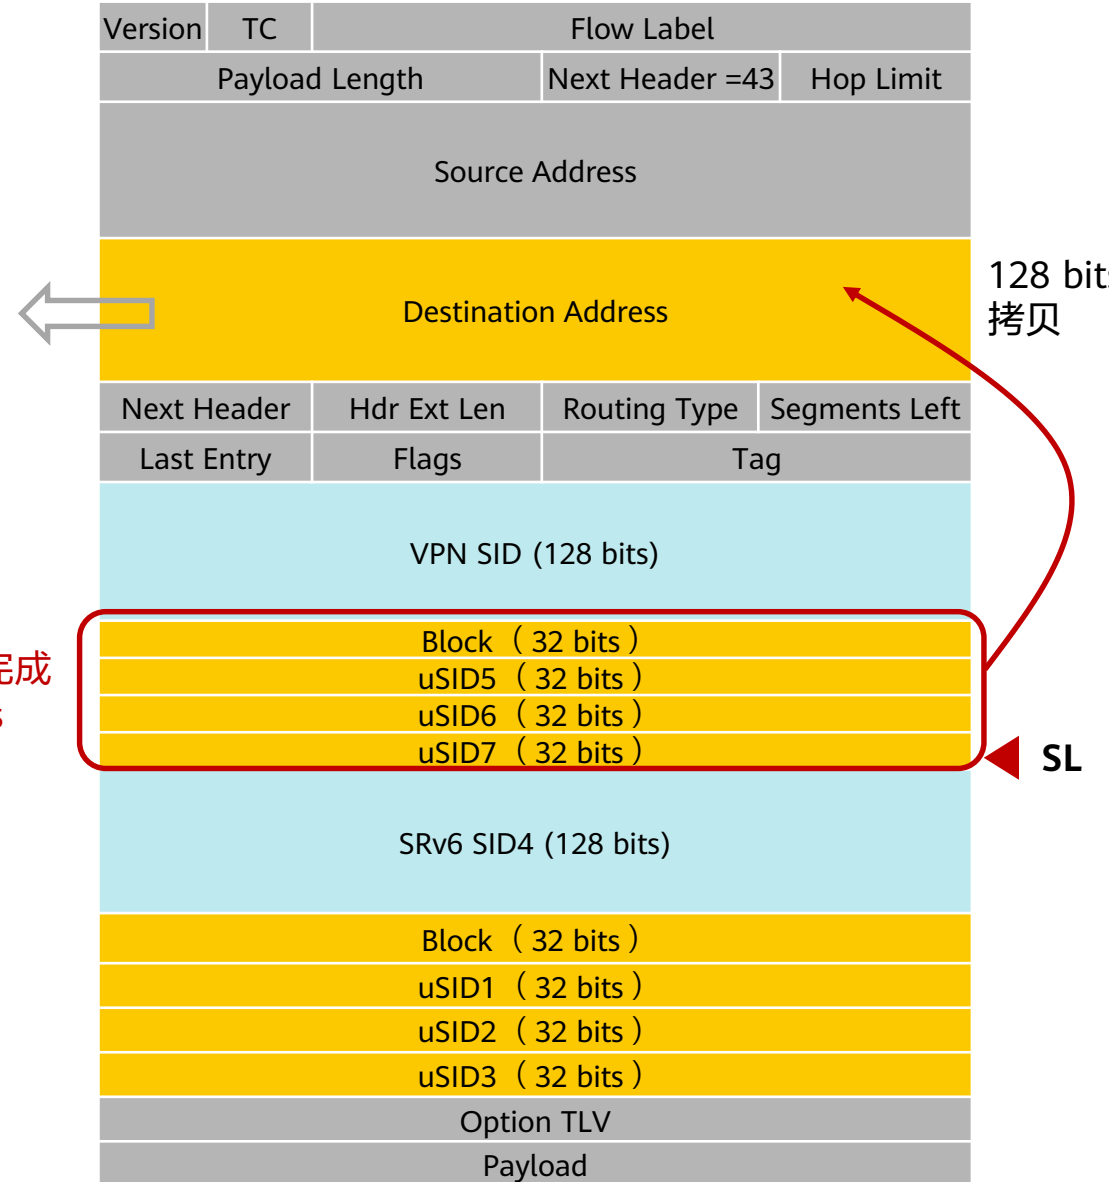 Version TC Flow Label
Payload Length Next Header =43 Hop Limit
Source Address
128 bits
拷贝
Destination Address
Next Header Hdr Ext Len Routing Type Segments Left
Last Entry Flags Tag
VPN SID (128 bits)
Block （ 32 bits ）
完成
uSID5 （ 32 bits ）
s
uSID6 （ 32 bits ）
uSID7 （ 32 bits ）
SL
SRv6 SID4 (128 bits)
Block （ 32 bits ）
uSID1 （ 32 bits ）
uSID2 （ 32 bits ）
uSID3 （ 32 bits ）
Option TLV
Payload